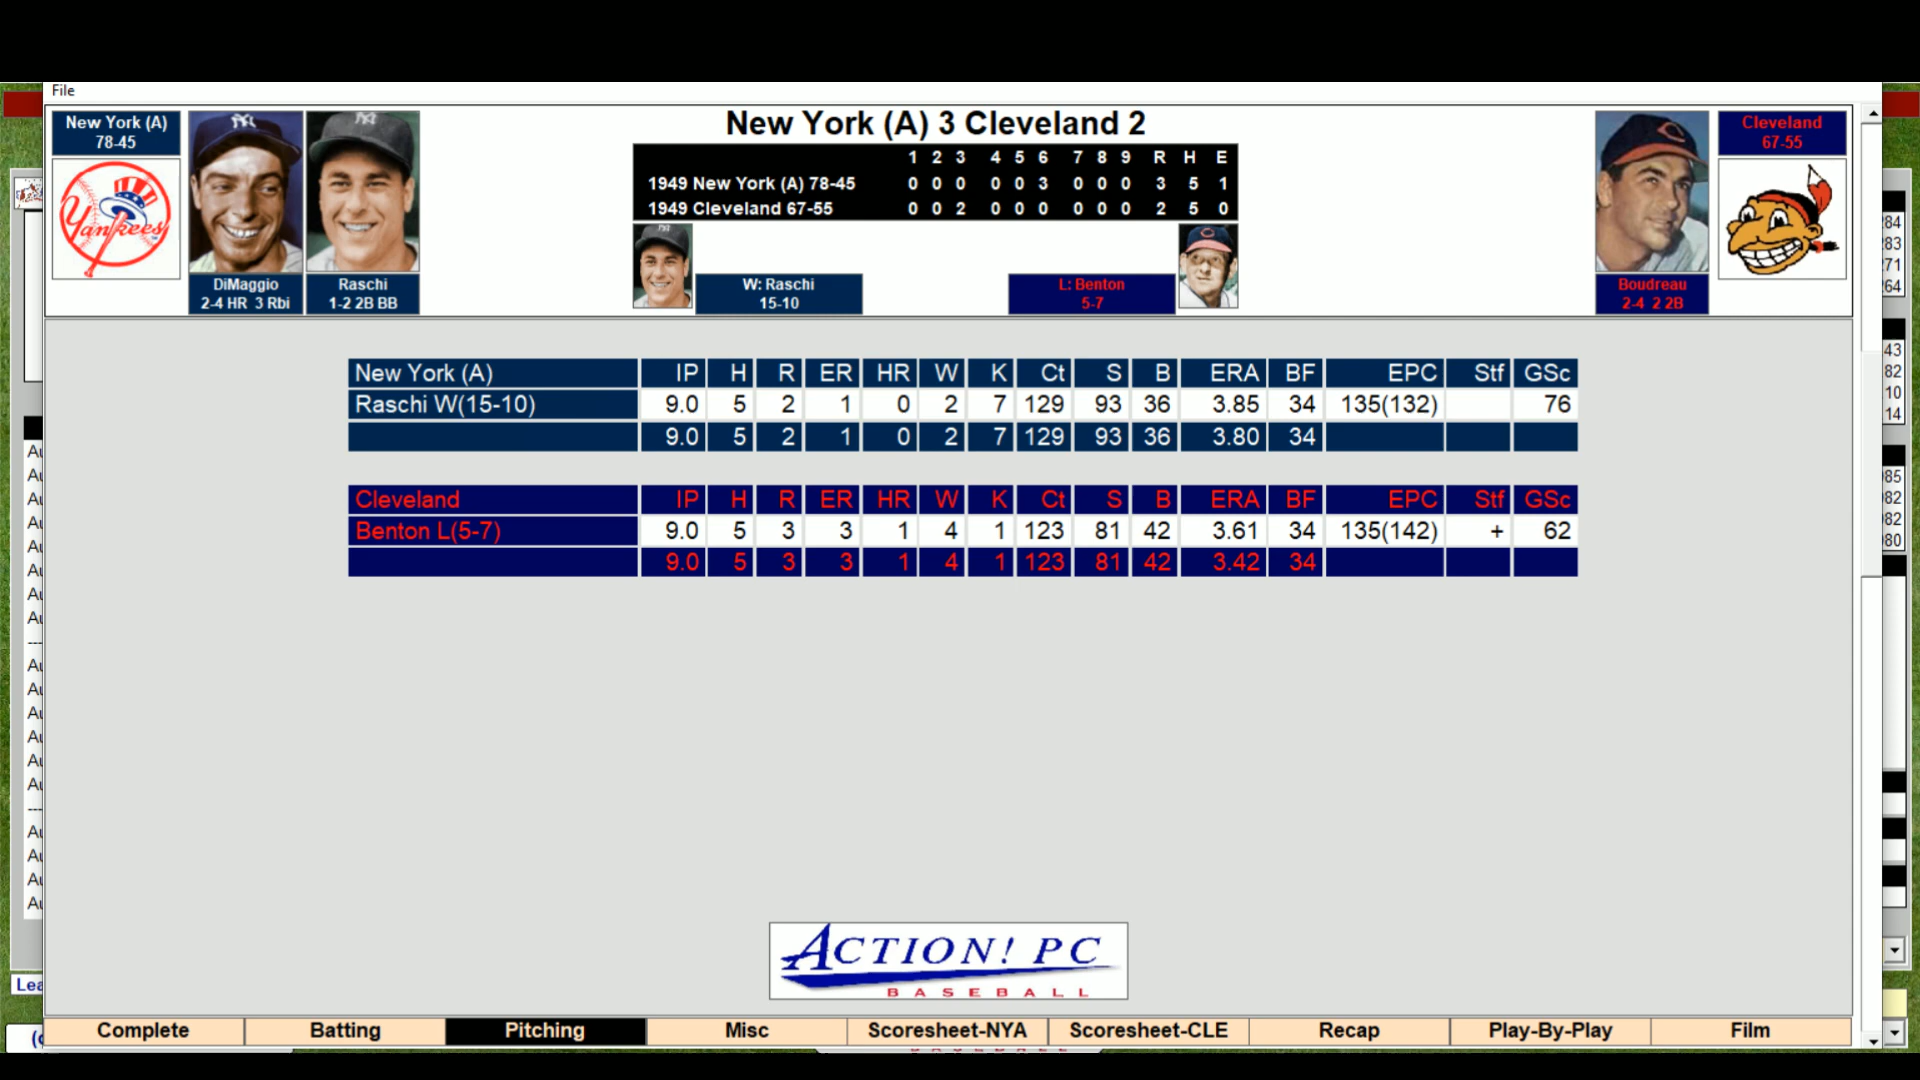 File
New York (A)
78-45
Yankees
DiMaggio
2-4 HR 3 Rbi
Raschi
1-2 2B BB
New York (A) 3 Cleveland 2
1 2 3 4 5 6 7 8 9 R H E
1949 New York (A) 78-45 0 0 0 0 0 3 0 0 0 3 5 1
1949 Cleveland 67-55 0 0 2 0 0 0 0 0 0 2 5 0
W: Raschi
15-10
L: Benton
5-7
Boudreau
2-4 2 2B
Cleveland
67-55
New York (A) IP H R ER HR W K Ct S B ERA BF EPC Stf GSc
Raschi W(15-10) 9.0 5 2 1 0 2 7 129 93 36 3.85 34 135(132) 76
9.0 5 2 1 0 2 7 129 93 36 3.80 34
Cleveland IP H R ER HR W K Ct S B ERA BF EPC Stf GSc
Benton L(5-7) 9.0 5 3 3 1 4 1 123 81 42 3.61 34 135(142) + 62
9.0 5 3 3 1 4 1 123 81 42 3.42 34
ACTION! PC
BASEBALL
Complete Batting Pitching Misc Scoresheet-NYA Scoresheet-CLE Recap Play-By-Play Film